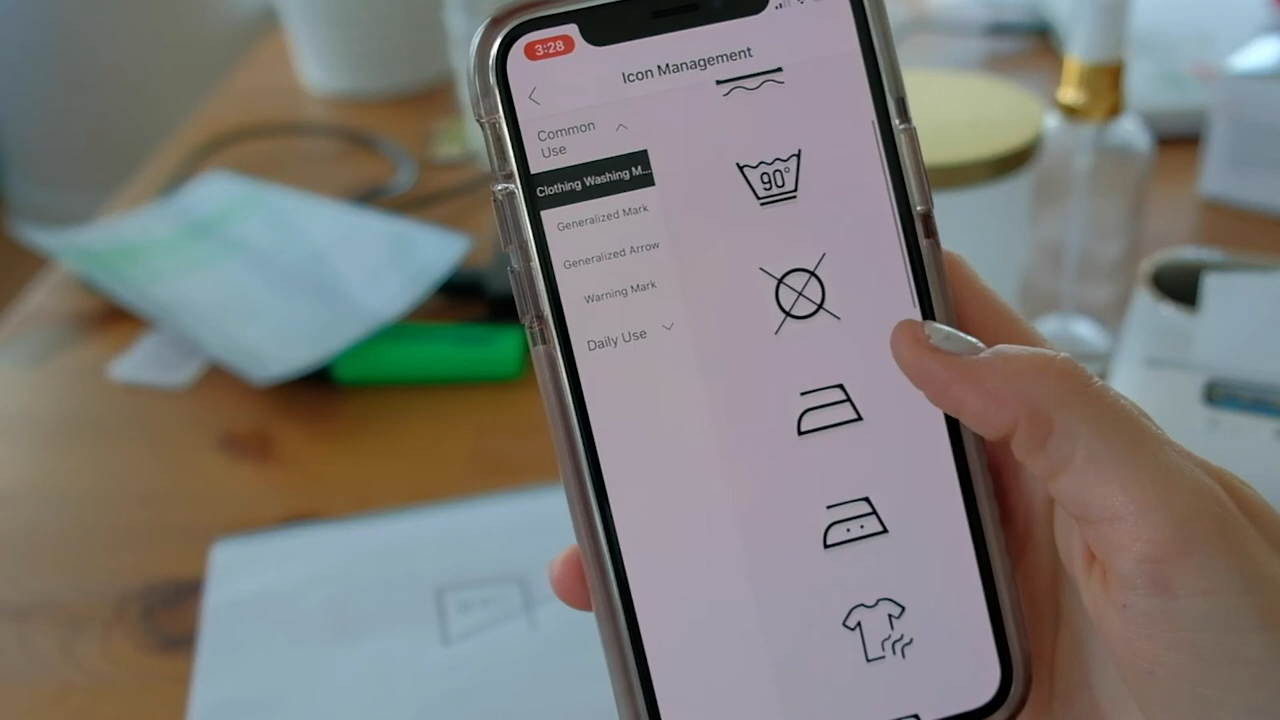 3:28
Icon Management
Common
Use
Clothing Washing M...
Generalized Mark
Generalized Arrow
Warning Mark
Daily Use
90°